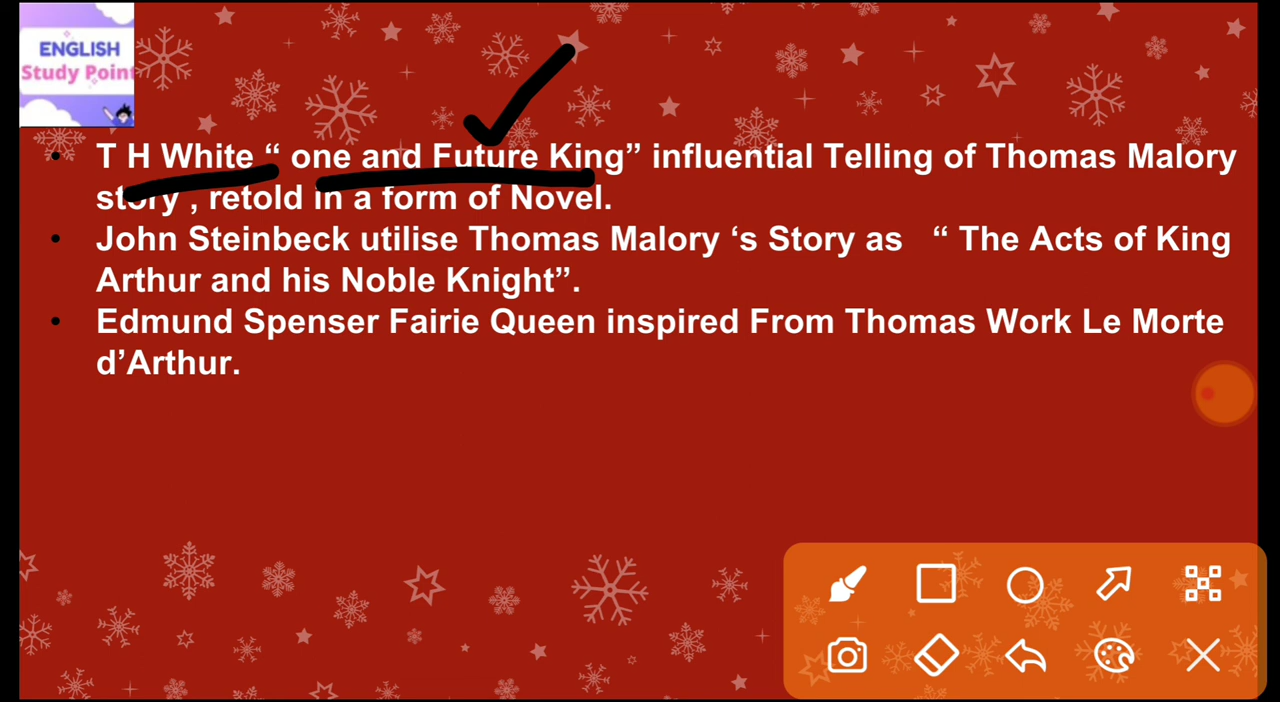 ENGLISH
Study Point
• T H White “ one and Future King” influential Telling of Thomas Malory
story , retold in a form of Novel.
• John Steinbeck utilise Thomas Malory ‘s Story as “ The Acts of King
Arthur and his Noble Knight”.
• Edmund Spenser Fairie Queen inspired From Thomas Work Le Morte
d’Arthur.